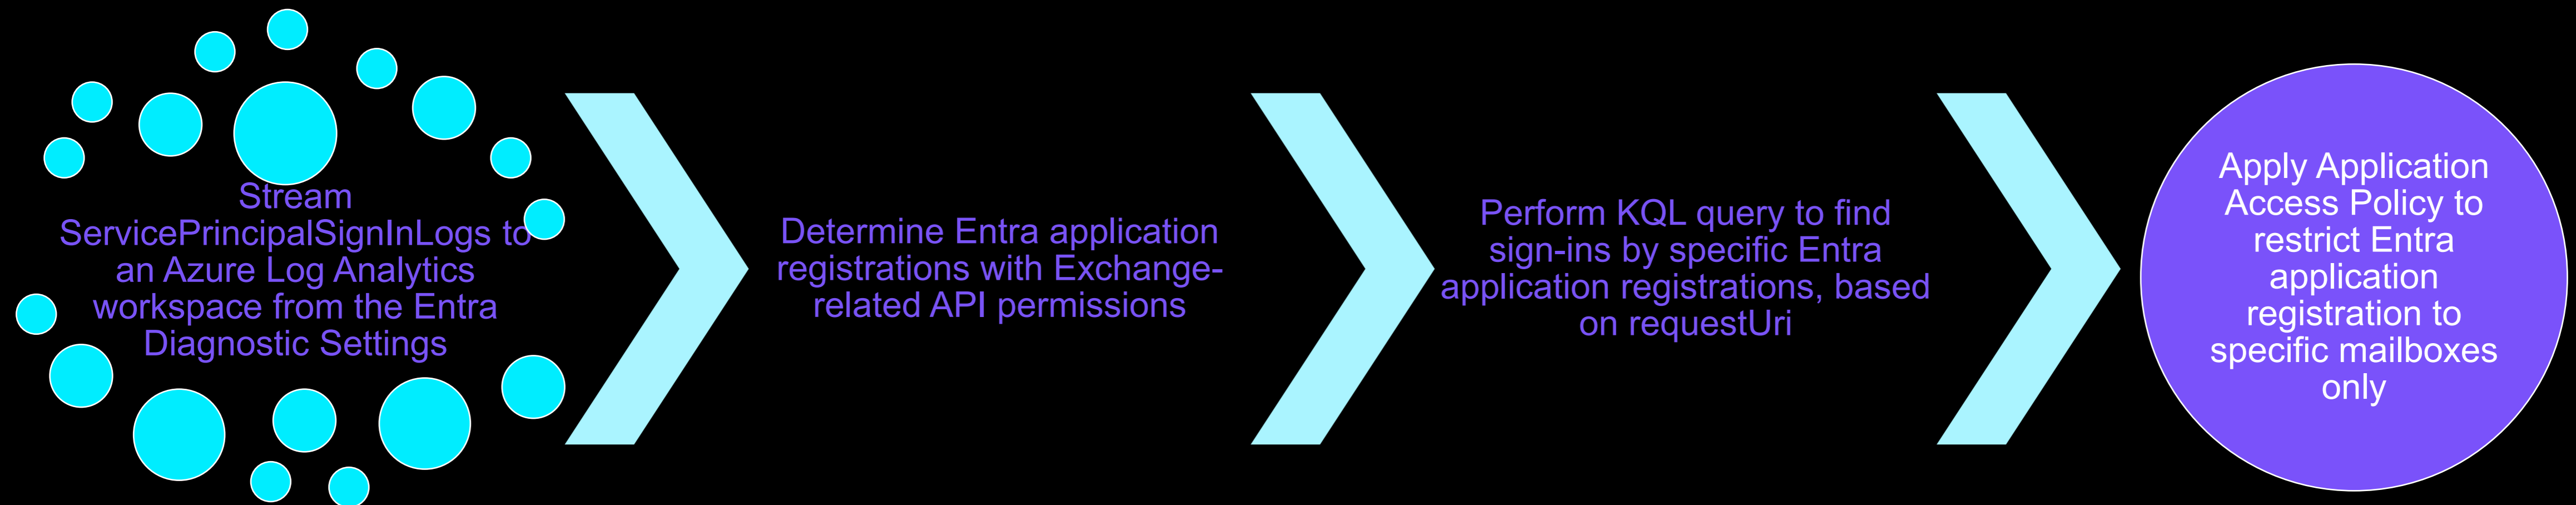 Stream
ServicePrincipalSignInLogs to
an Azure Log Analytics
workspace from the Entra
Diagnostic Settings
Determine Entra application
registrations with Exchange-
related API permissions
Perform KQL query to find
sign-ins by specific Entra
application registrations, based
on requestUri
Apply Application
Access Policy to
restrict Entra
application
registration to
specific mailboxes
only